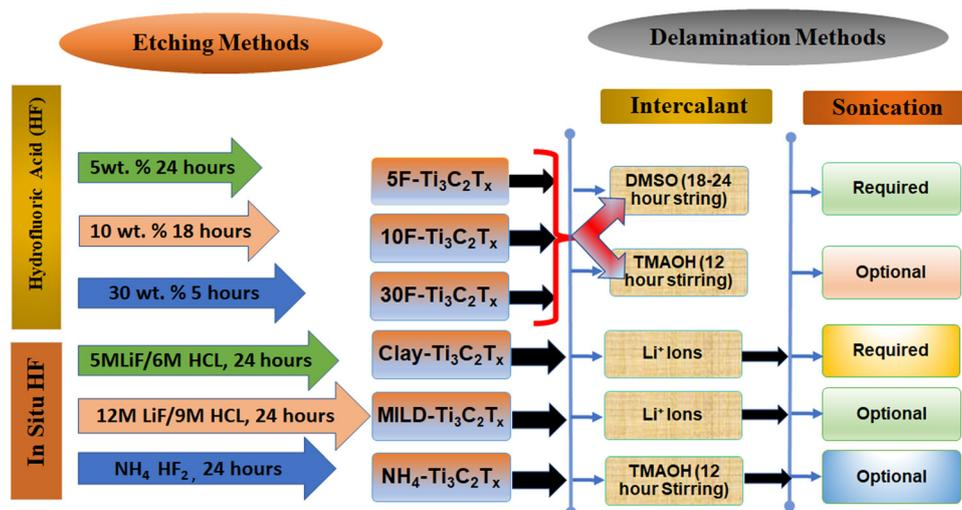 Etching Methods
Delamination Methods
Hydrofluoric Acid (HF)
Intercalant
Sonication
5wt. % 24 hours
5F-Ti₃C₂Tₓ
DMSO (18-24
hour string)
Required
10 wt. % 18 hours
10F-Ti₃C₂Tₓ
TMAOH (12
hour stirring)
Optional
30 wt. % 5 hours
30F-Ti₃C₂Tₓ
In Situ HF
5MLiF/6M HCL, 24 hours
Clay-Ti₃C₂Tₓ
Li⁺ Ions
Required
12M LiF/9M HCL, 24 hours
MILD-Ti₃C₂Tₓ
Li⁺ Ions
Optional
NH₄ HF₂ , 24 hours
NH4-Ti₃C₂Tₓ
TMAOH (12
hour Stirring)
Optional